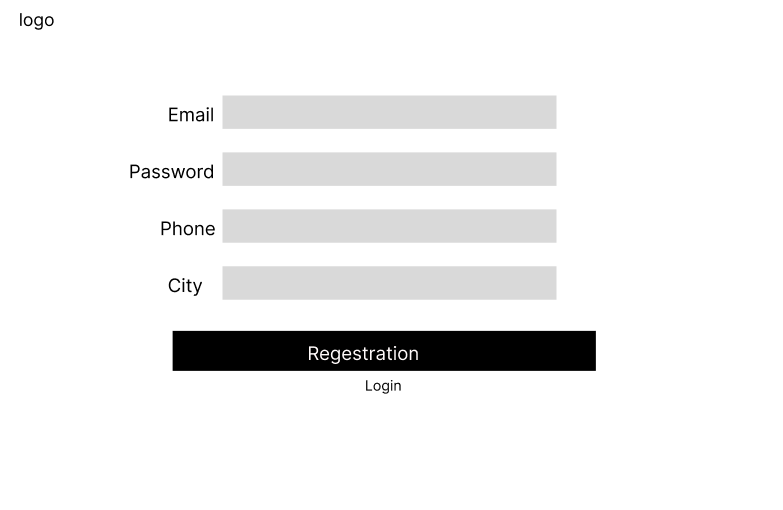 logo
Email
Password
Phone
City
Regestration
Login